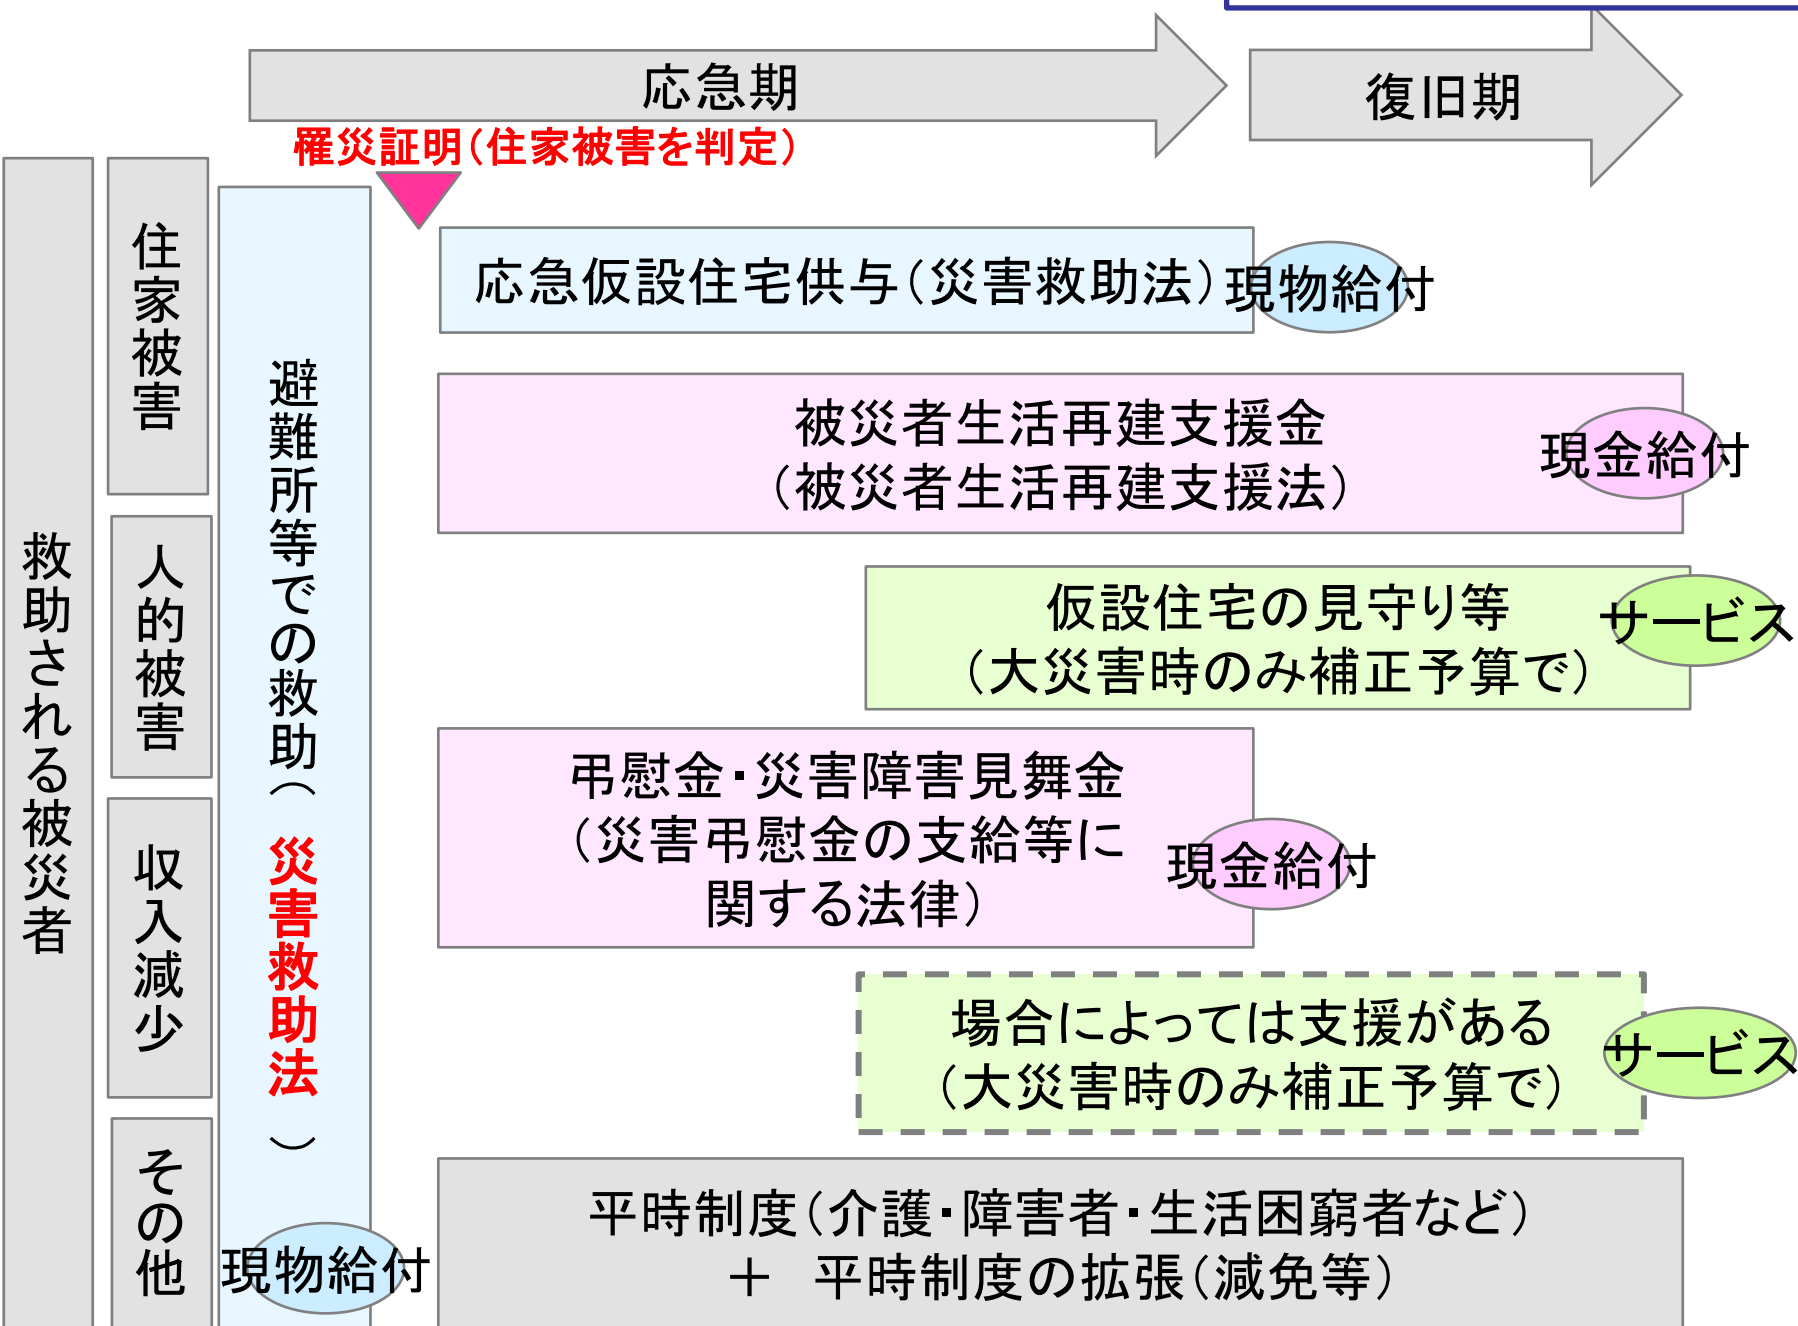 応急期
復旧期
罹災証明（住家被害を判定）
救助される被災者
住家被害
人的被害
収入減少
その他
避難所等での救助（災害救助法）
現物給付
応急仮設住宅供与（災害救助法）
現物給付
被災者生活再建支援金
（被災者生活再建支援法）
現金給付
仮設住宅の見守り等
（大災害時のみ補正予算で）
サービス
弔慰金・災害障害見舞金
（災害弔慰金の支給等に
関する法律）
現金給付
場合によっては支援がある
（大災害時のみ補正予算で）
サービス
平時制度（介護・障害者・生活困窮者など）
＋　平時制度の拡張（減免等）